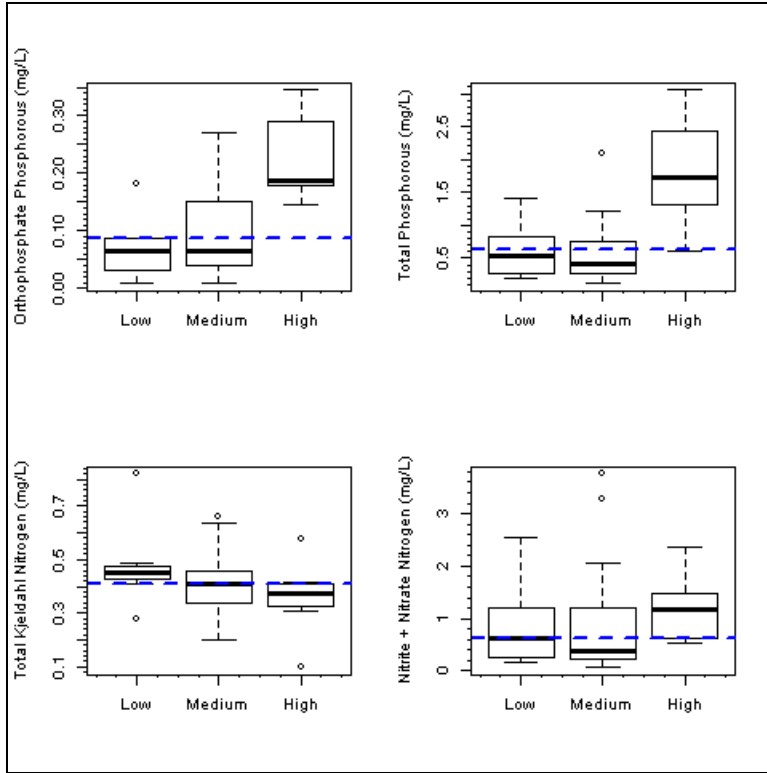 Orthophosphate Phosphorous (mg/L)
0.00
0.10
0.20
0.30
Low
Medium
High
Total Phosphorous (mg/L)
0.5
1.5
2.5
Low
Medium
High
Total Kjeldahl Nitrogen (mg/L)
0.1
0.3
0.5
0.7
Low
Medium
High
Nitrite + Nitrate Nitrogen (mg/L)
0
1
2
3
Low
Medium
High